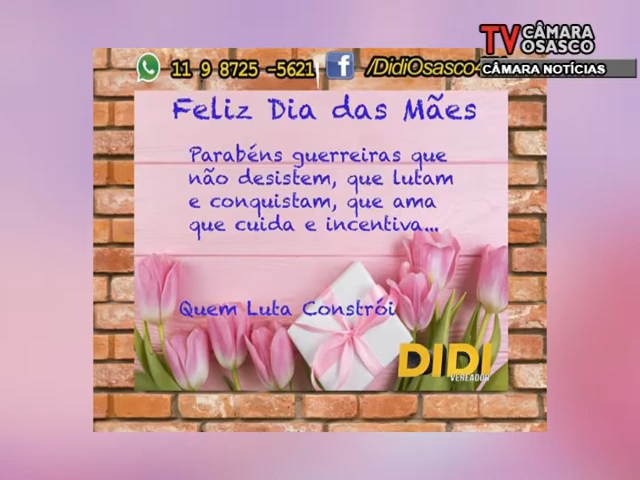 TV CÂMARA
OSASCO
CÂMARA NOTÍCIAS
11 9 8725 -5621
/DidiOsasco
Feliz Dia das Mães
Parabéns guerreiras que
não desistem, que lutam
e conquistam, que ama
que cuida e incentiva...
Quem Luta Constrói
DIDI
VEREADOR